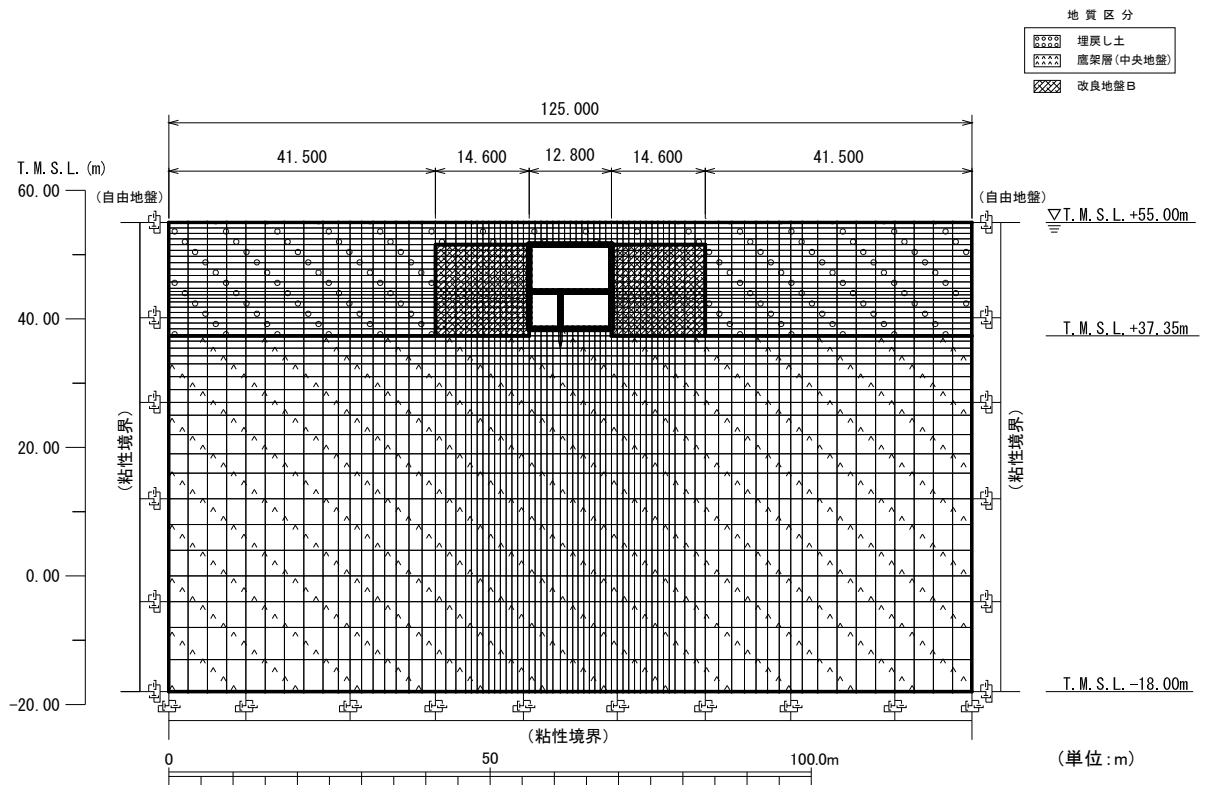 地質区分
埋戻し土
鷹架層(中央地盤)
改良地盤B
125.000
41.500 14.600 12.800 14.600 41.500
T.M.S.L.(m)
60.00
(自由地盤) (自由地盤)
▽T.M.S.L.+55.00m
40.00
T.M.S.L.+37.35m
20.00
(粘性境界) (粘性境界)
0.00
T.M.S.L.-18.00m
-20.00
(粘性境界)
0 50 100.0m
(単位:m)